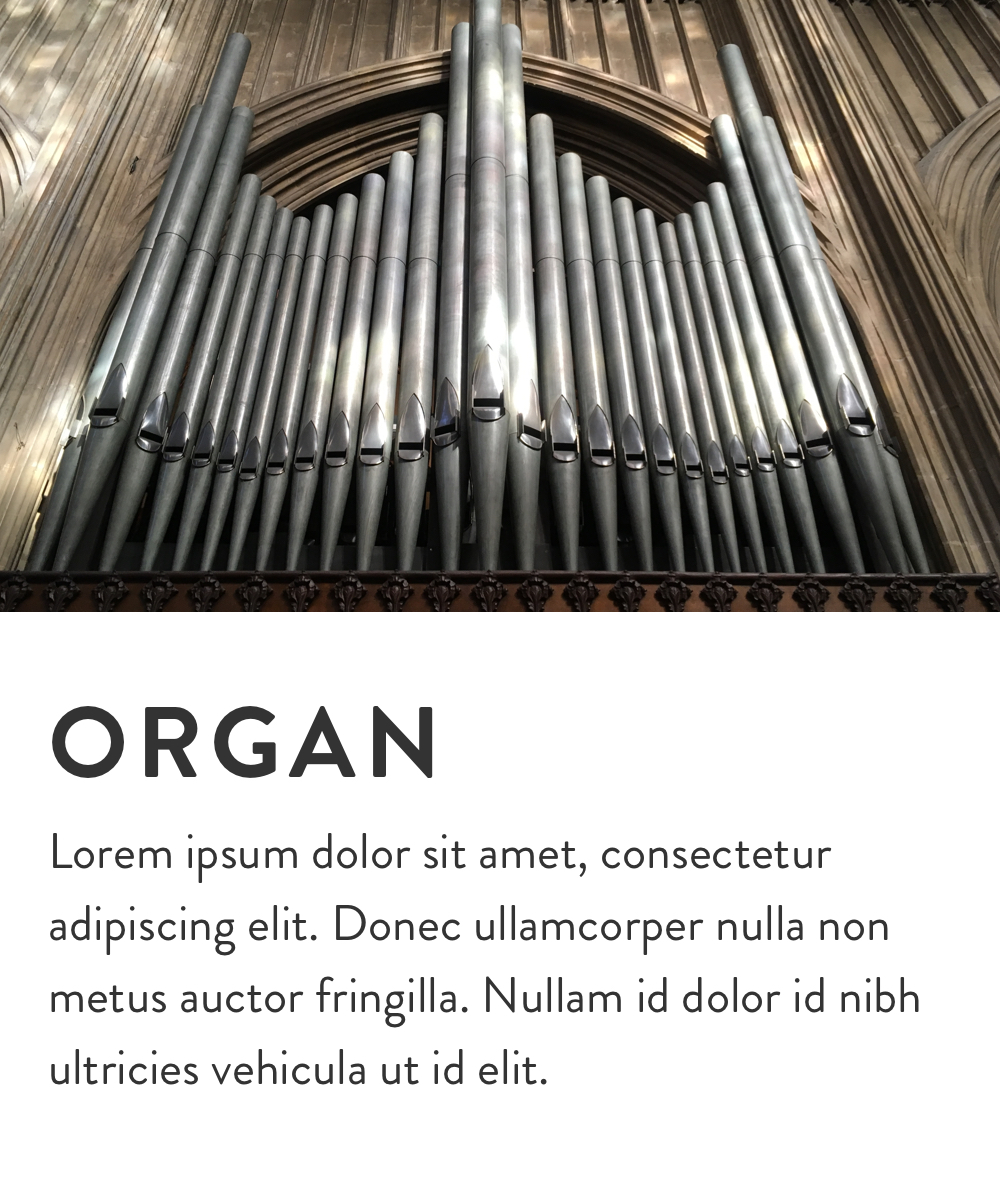 ORGAN
Lorem ipsum dolor sit amet, consectetur
adipiscing elit. Donec ullamcorper nulla non
metus auctor fringilla. Nullam id dolor id nibh
ultricies vehicula ut id elit.